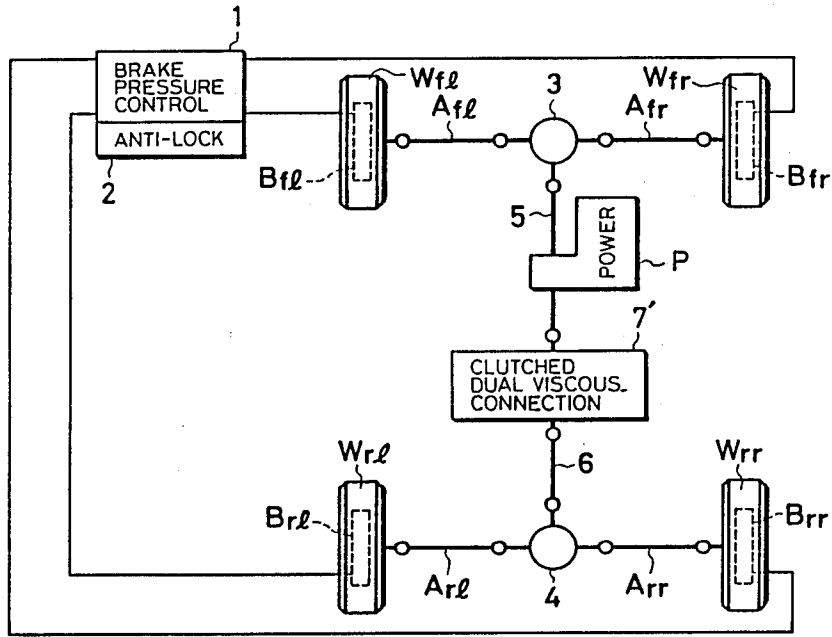 1
BRAKE
PRESSURE
CONTROL
ANTI-LOCK
2
Wfℓ
Afℓ
3
Afr
Wfr
Bfℓ
Bfr
5
POWER
P
7′
CLUTCHED
DUAL VISCOUS-
CONNECTION
6
Wrℓ
Wrr
Brℓ
Brr
Arℓ
4
Arr